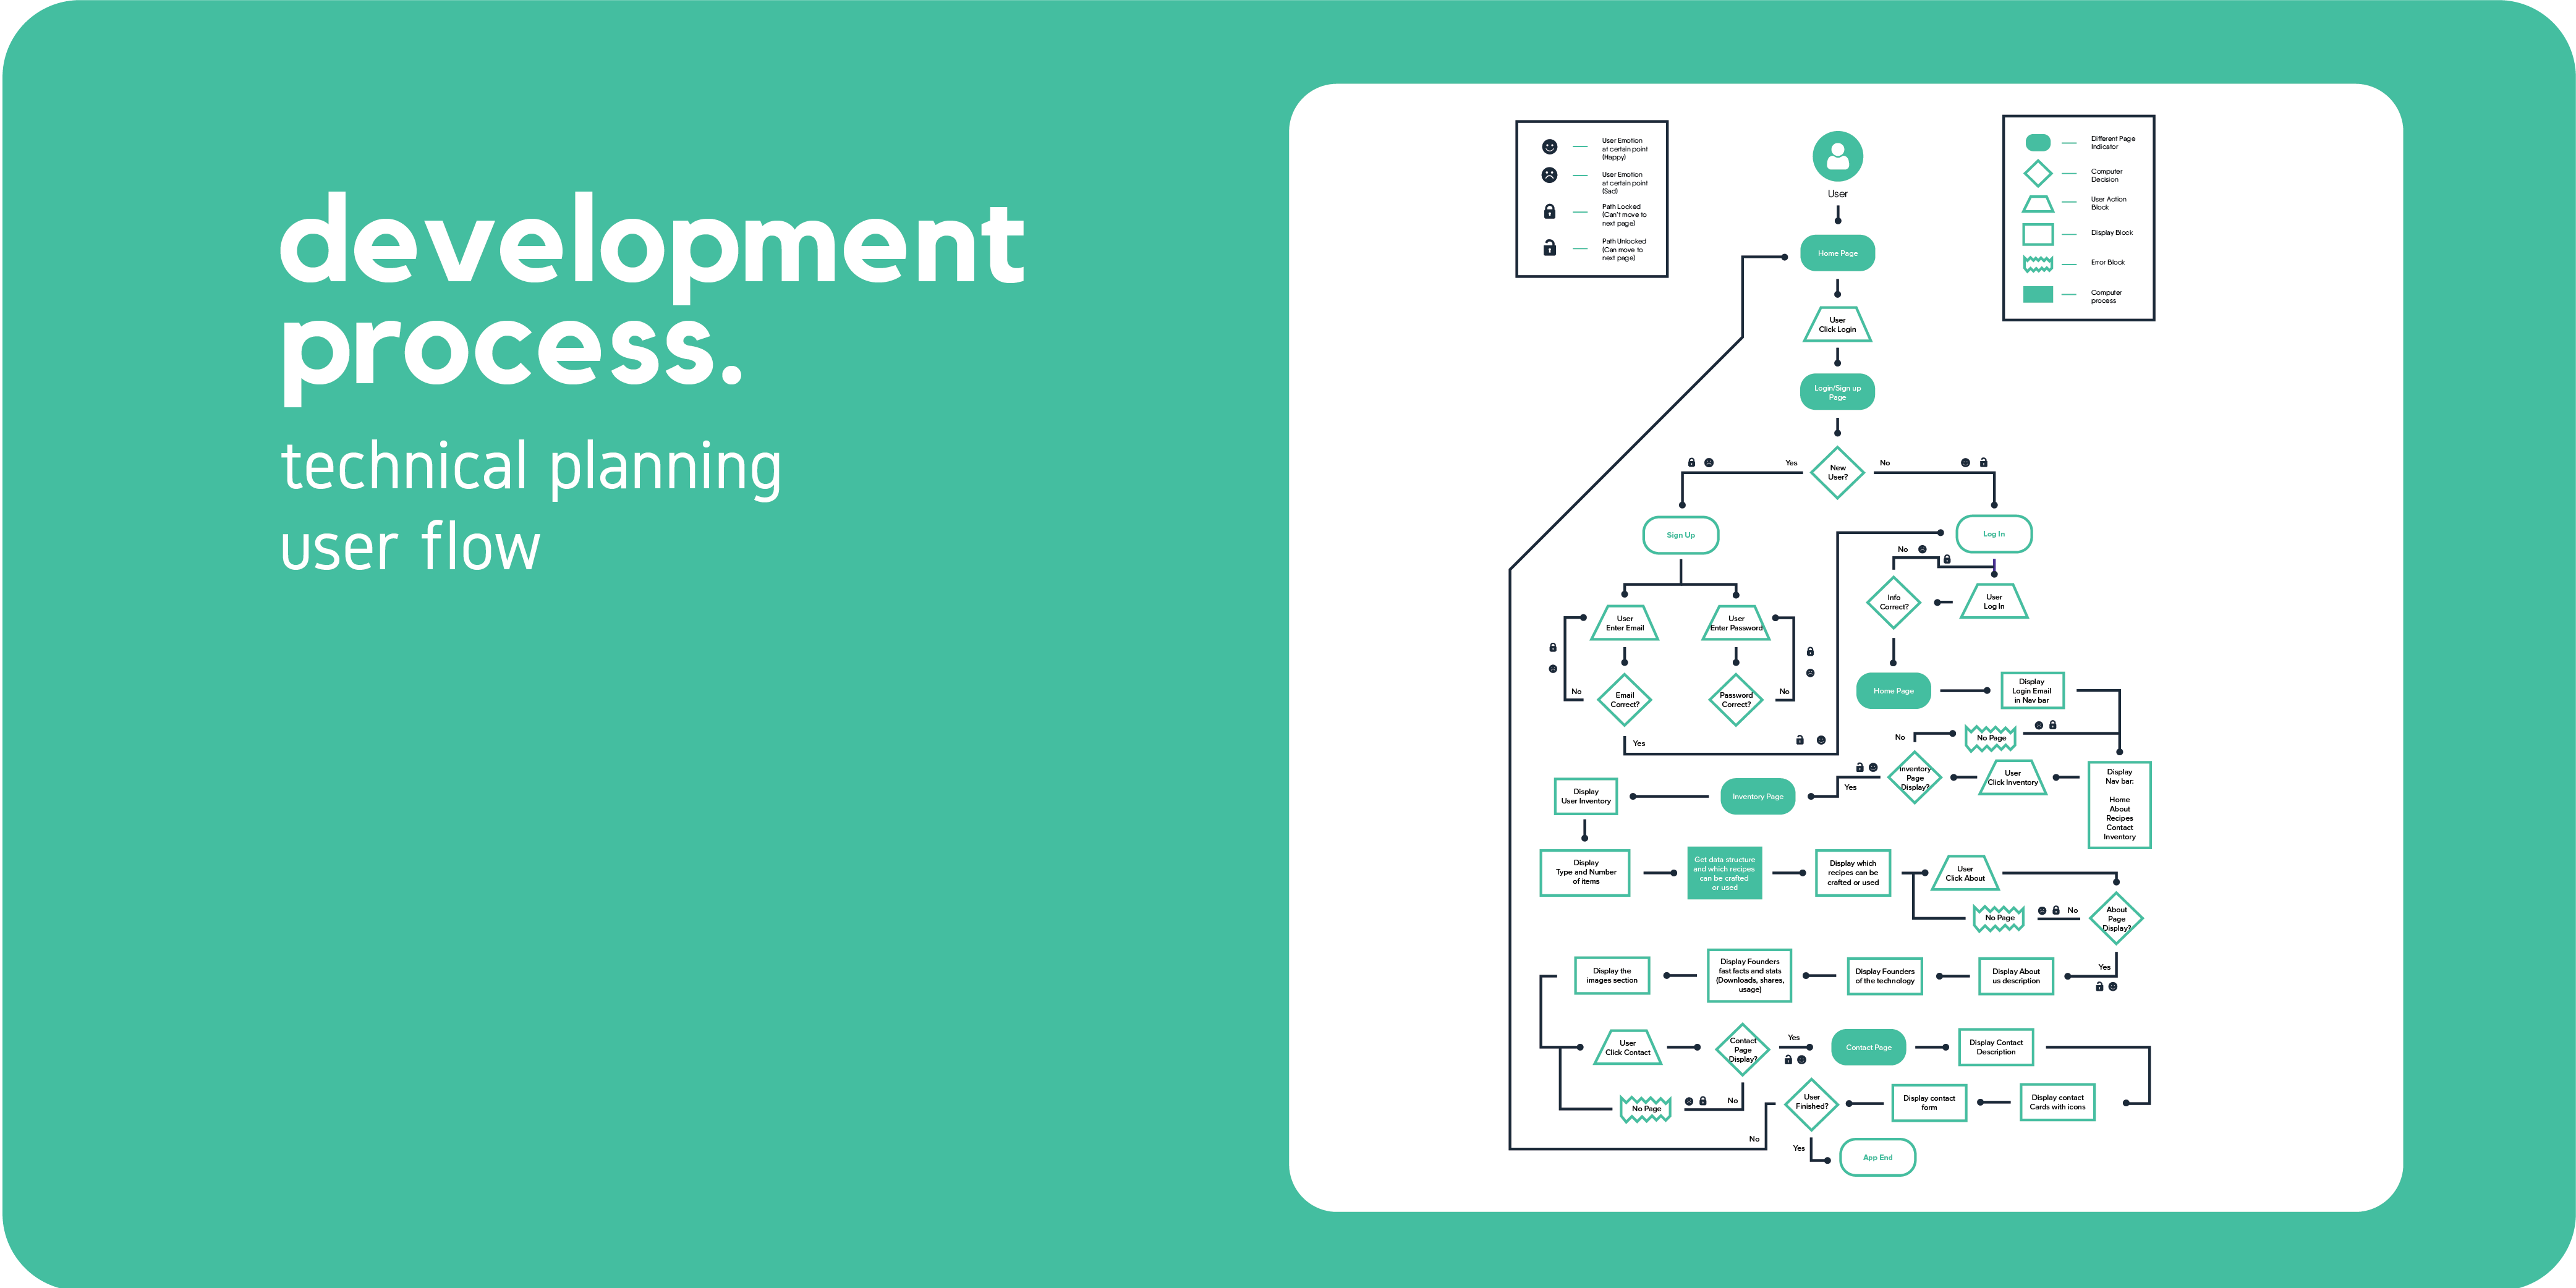 development
process.
technical planning
user flow
User Emotion
at certain point
(Happy)
User Emotion
at certain point
(Sad)
Path Locked
(Can't move to
next page)
Path Unlocked
(Can move to
next page)
User
Different Page
Indicator
Computer
Decision
User Action
Block
Display Block
Error Block
Computer
process
Home Page
User
Click Login
Login/Sign up
Page
Yes
New
User?
No
Sign Up
Log In
No
User
Enter Email
User
Enter Password
Info
Correct?
User
Log In
No
Email
Correct?
Password
Correct?
No
Yes
Home Page
Display
Login Email
in Nav bar
No
No Page
Display
User Inventory
Inventory Page
Yes
Inventory
Page
Display?
User
Click Inventory
Display
Nav bar:
Home
About
Recipes
Contact
Inventory
Display
Type and Number
of items
Get data structure
and which recipes
can be crafted
or used
Display which
recipes can be
crafted or used
User
Click About
No Page
No
About
Page
Display?
Yes
Display the
images section
Display Founders
fast facts and stats
(Downloads, shares,
usage)
Display Founders
of the technology
Display About
us description
User
Click Contact
Contact
Page
Display?
Yes
Contact Page
Display Contact
Description
No Page
No
User
Finished?
Display contact
form
Display contact
Cards with icons
No
Yes
App End